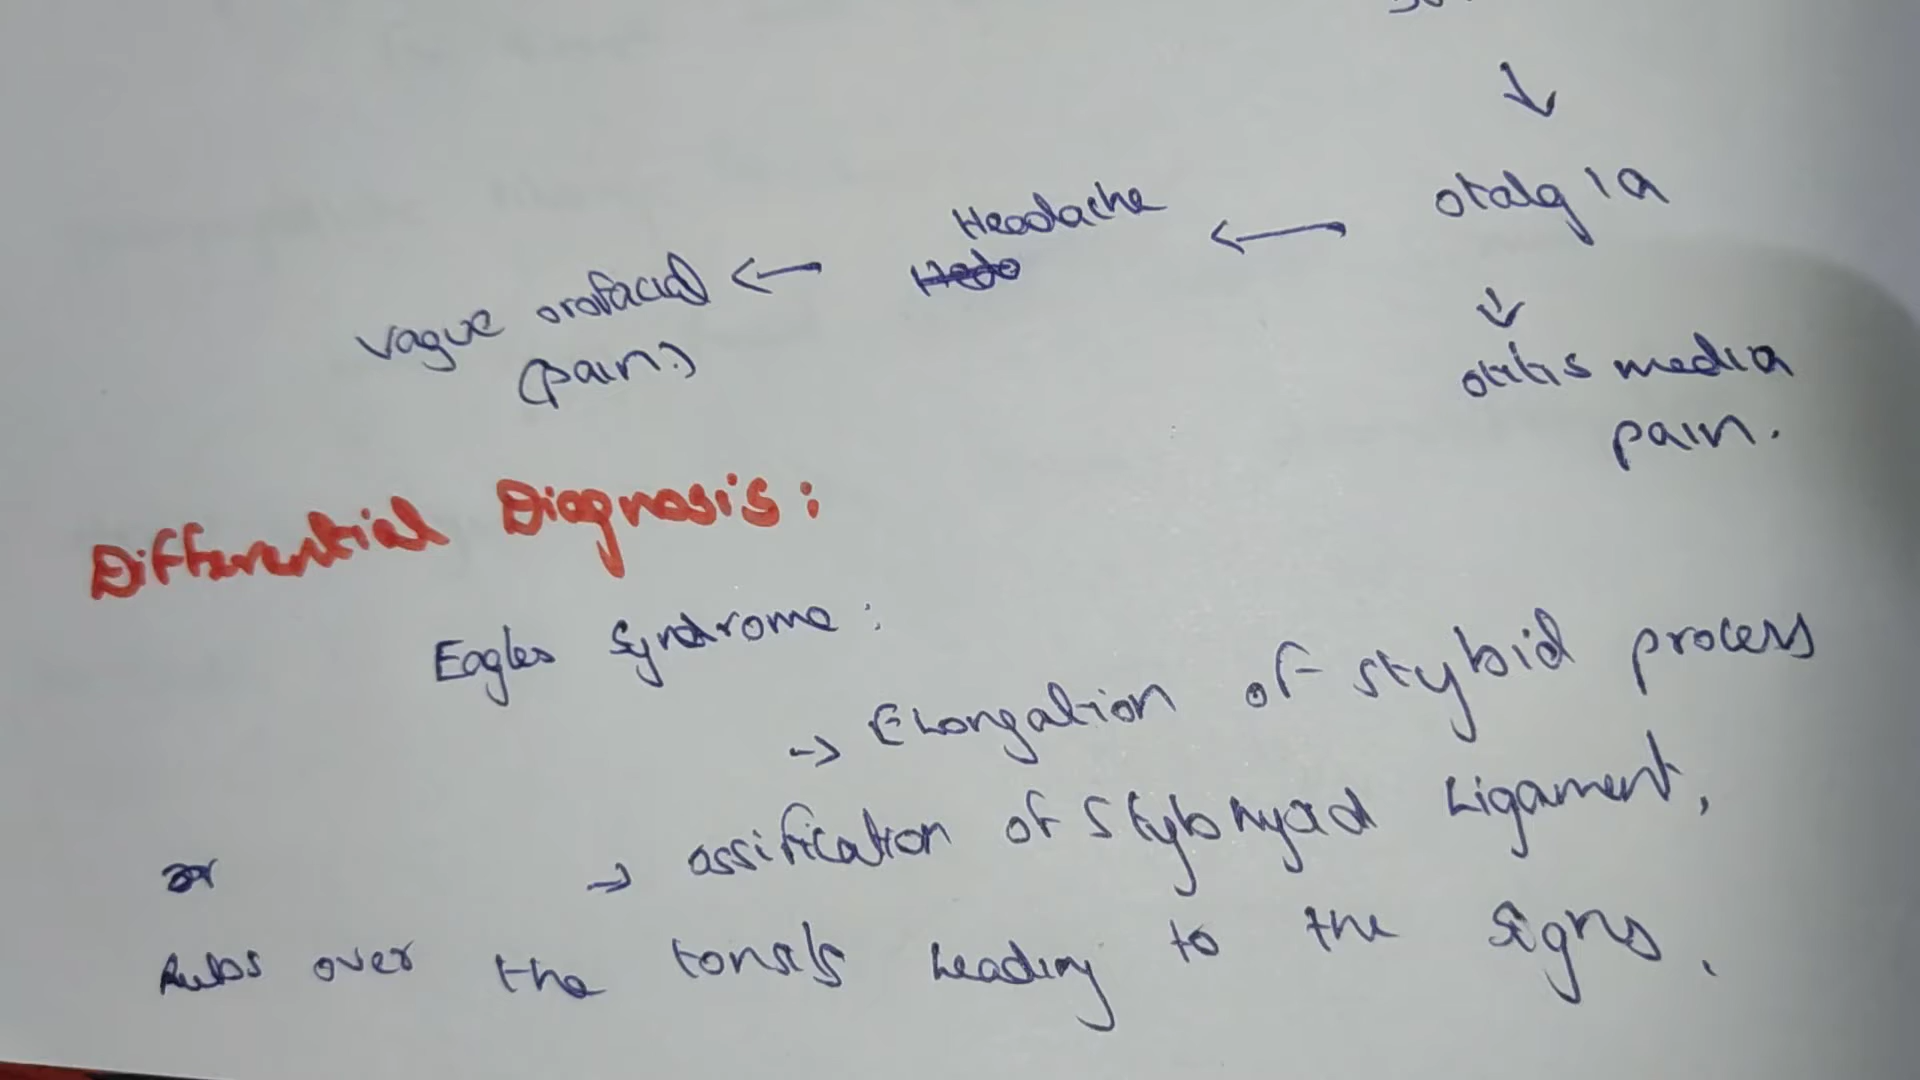 ↓
otalgia
Headache ←
vague orofacial ←
(pain.)
↓
otitis media
pain.
Differential Diagnosis:
Eagles Syndrome:
→ Elongation of styloid process
→ ossification of Stylohyoid Ligament,
or
Rubs over the tonsils leading to the signs.